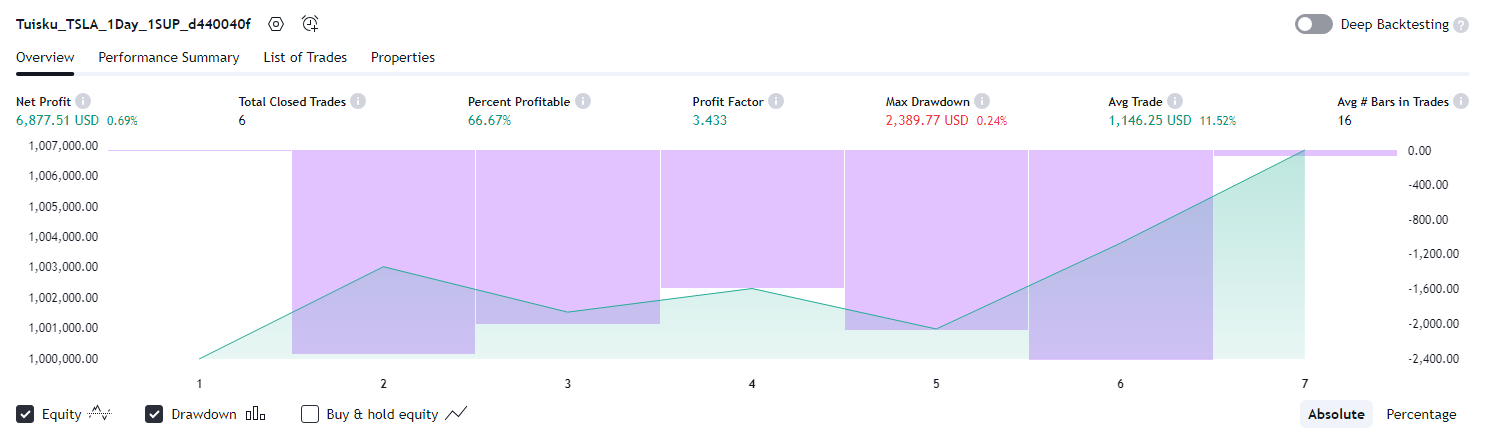 Tuisku_TSLA_1Day_1SUP_d440040f Deep Backtesting ?
Overview Performance Summary List of Trades Properties
Net Profit i Total Closed Trades i Percent Profitable i Profit Factor i Max Drawdown i Avg Trade i Avg # Bars in Trades i
6,877.51 USD 0.69% 6 66.67% 3.433 2,389.77 USD 0.24% 1,146.25 USD 11.52% 16
1,007,000.00 0.00
1,006,000.00 -400.00
1,005,000.00 -800.00
1,004,000.00 -1,200.00
1,003,000.00 -1,600.00
1,002,000.00 -2,000.00
1,001,000.00 -2,400.00
1,000,000.00
1 2 3 4 5 6 7
Equity Drawdown Buy & hold equity Absolute Percentage